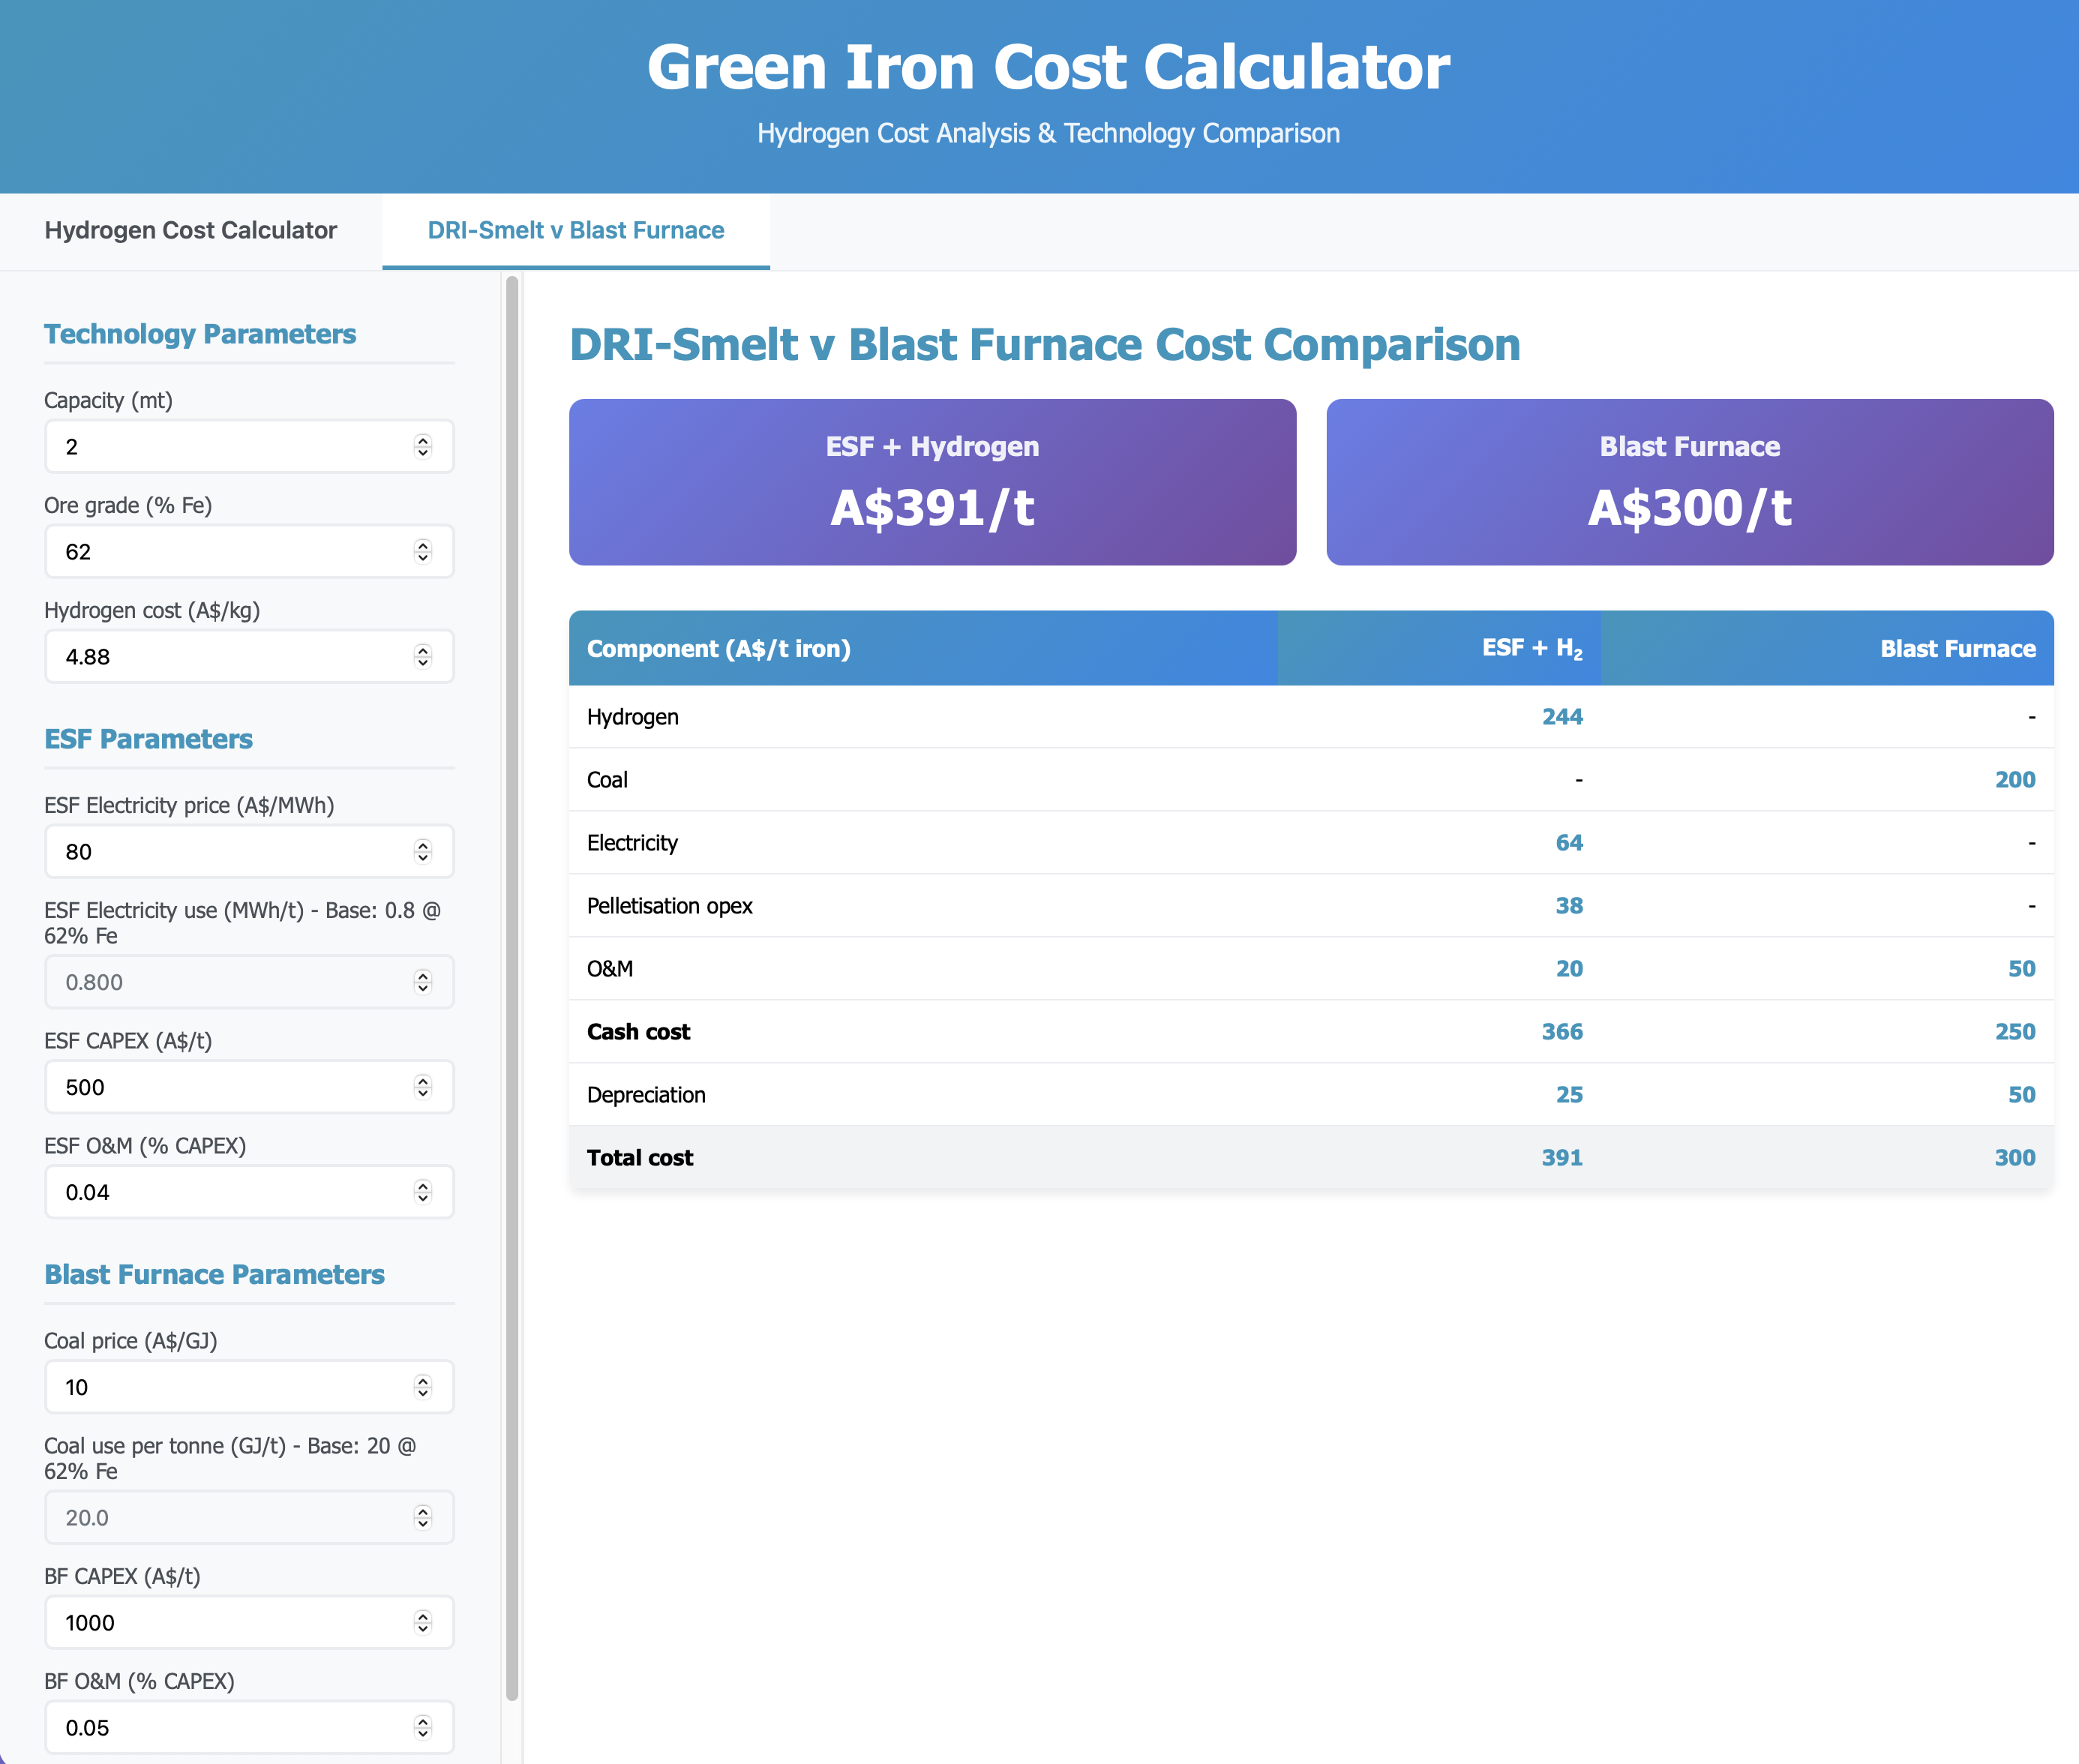 Green Iron Cost Calculator
Hydrogen Cost Analysis & Technology Comparison
Hydrogen Cost Calculator
DRI-Smelt v Blast Furnace
Technology Parameters
Capacity (mt)
2
Ore grade (% Fe)
62
Hydrogen cost (A$/kg)
4.88
ESF Parameters
ESF Electricity price (A$/MWh)
80
ESF Electricity use (MWh/t) - Base: 0.8 @
62% Fe
0.800
ESF CAPEX (A$/t)
500
ESF O&M (% CAPEX)
0.04
Blast Furnace Parameters
Coal price (A$/GJ)
10
Coal use per tonne (GJ/t) - Base: 20 @
62% Fe
20.0
BF CAPEX (A$/t)
1000
BF O&M (% CAPEX)
0.05
DRI-Smelt v Blast Furnace Cost Comparison
ESF + Hydrogen
A$391/t
Blast Furnace
A$300/t
Component (A$/t iron) ESF + H₂ Blast Furnace
Hydrogen 244 -
Coal - 200
Electricity 64 -
Pelletisation opex 38 -
O&M 20 50
Cash cost 366 250
Depreciation 25 50
Total cost 391 300